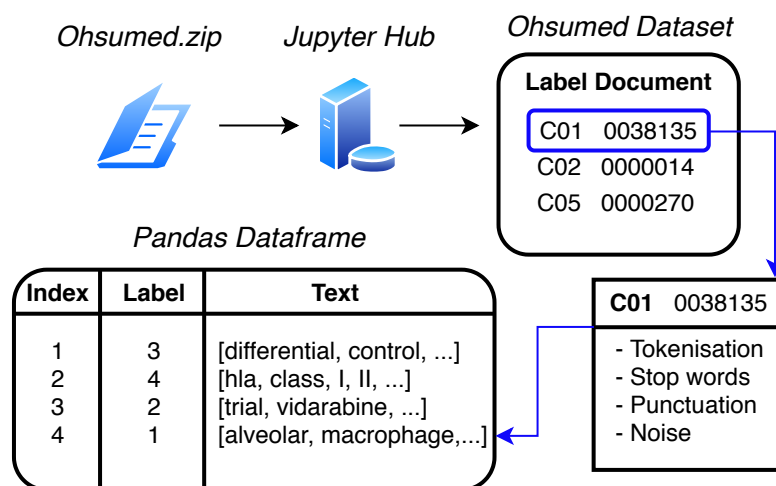 Ohsumed.zip
Jupyter Hub
Ohsumed Dataset
Label Document
C01 0038135
C02 0000014
C05 0000270
Pandas Dataframe
Index Label Text
1 3 [differential, control, ...]
2 4 [hla, class, I, II, ...]
3 2 [trial, vidarabine, ...]
4 1 [alveolar, macrophage,...]
C01 0038135
- Tokenisation
- Stop words
- Punctuation
- Noise